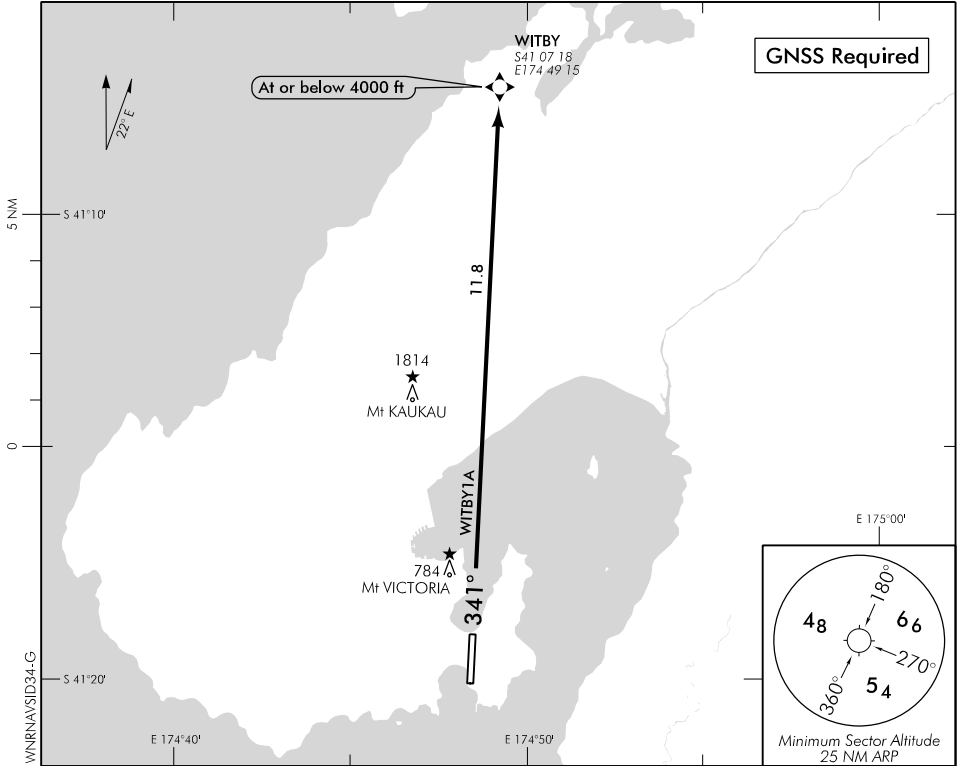 WITBY
S41 07 18
E174 49 15
GNSS Required
At or below 4000 ft
22° E
5 NM
S 41°10'
11.8
1814
Mt KAUKAU
0
WITBY1A
E 175°00'
784
Mt VICTORIA
341°
180°
48
66
270°
54
360°
S 41°20'
WNRNAVSID34-G
E 174°40'
E 174°50'
Minimum Sector Altitude
25 NM ARP